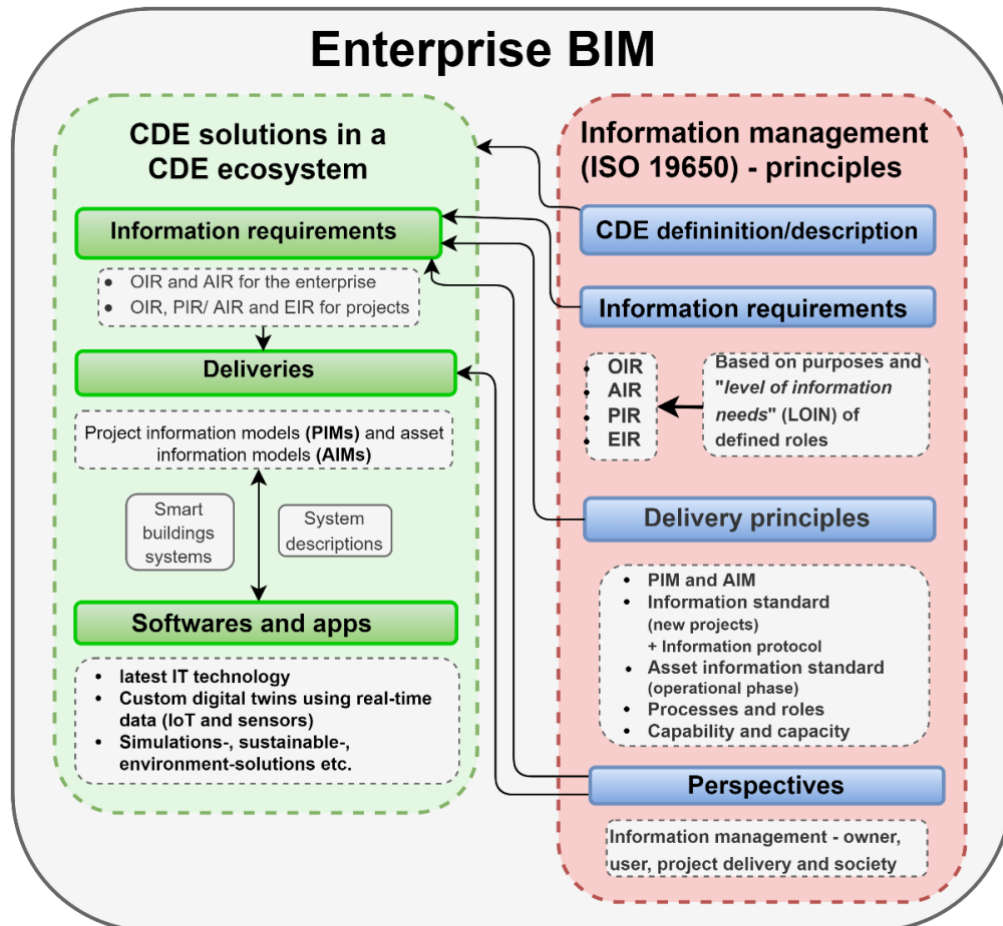 Enterprise BIM
CDE solutions in a
CDE ecosystem
Information requirements
• OIR and AIR for the enterprise
• OIR, PIR/ AIR and EIR for projects
Deliveries
Project information models (PIMs) and asset
information models (AIMs)
Smart
buildings
systems
System
descriptions
Softwares and apps
• latest IT technology
• Custom digital twins using real-time
data (IoT and sensors)
• Simulations-, sustainable-,
environment-solutions etc.
Information management
(ISO 19650) - principles
CDE defininition/description
Information requirements
• OIR
• AIR
• PIR
• EIR
Based on purposes and
"level of information
needs" (LOIN) of
defined roles
Delivery principles
• PIM and AIM
• Information standard
(new projects)
+ Information protocol
• Asset information standard
(operational phase)
• Processes and roles
• Capability and capacity
Perspectives
Information management - owner,
user, project delivery and society